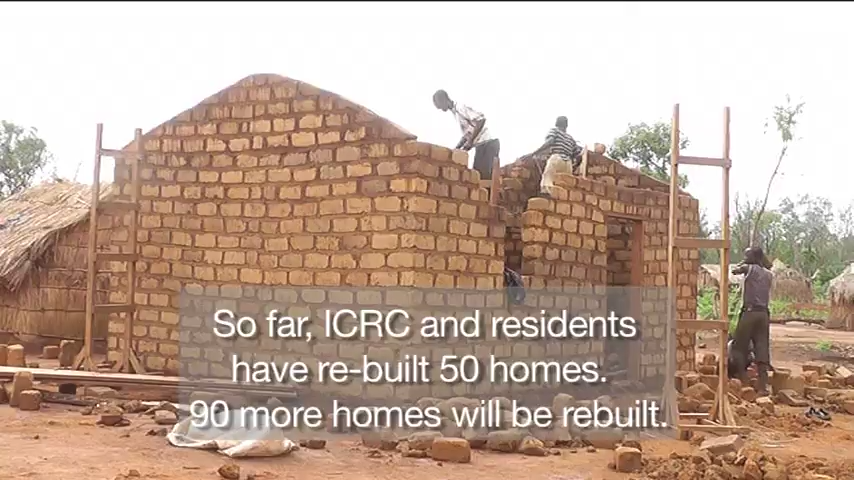 So far, ICRC and residents
have re-built 50 homes.
90 more homes will be rebuilt.